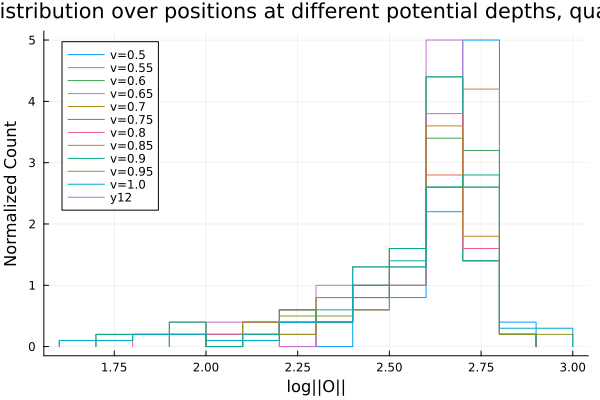 istribution over positions at different potential depths, qua
5
4
3
2
1
0
Normalized Count
v=0.5
v=0.55
v=0.6
v=0.65
v=0.7
v=0.75
v=0.8
v=0.85
v=0.9
v=0.95
v=1.0
y12
1.75 2.00 2.25 2.50 2.75 3.00
log||O||